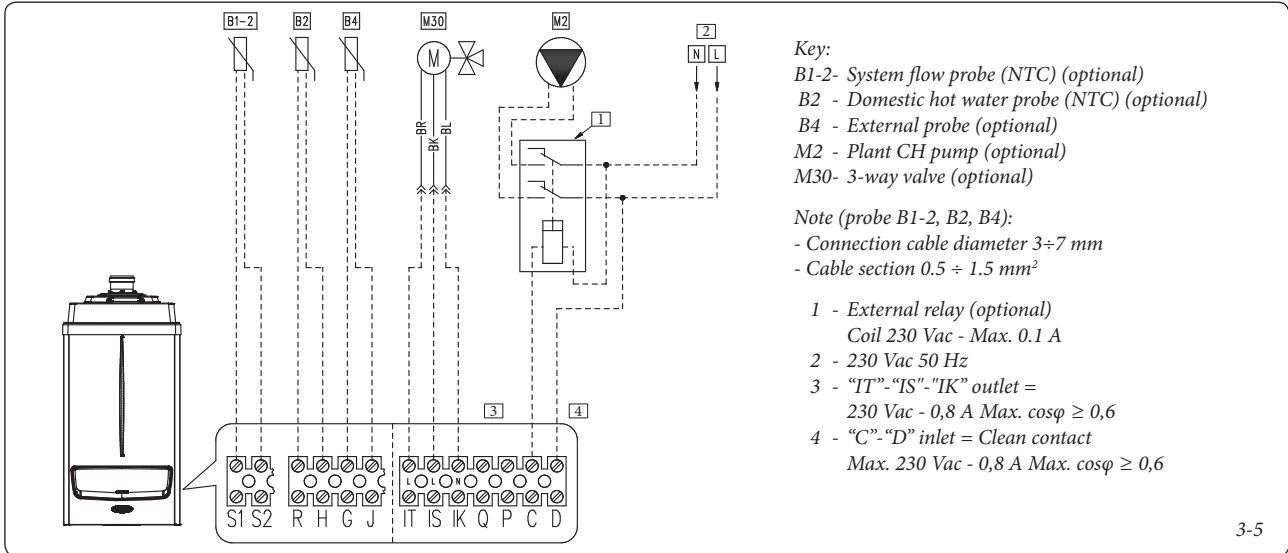 B1-2 B2 B4 M30 M2 2
N L
M
1
BR BK BL
3 4
L L N
S1 S2 R H G J IT IS IK Q P C D
Key:
B1-2- System flow probe (NTC) (optional)
B2 - Domestic hot water probe (NTC) (optional)
B4 - External probe (optional)
M2 - Plant CH pump (optional)
M30- 3-way valve (optional)
Note (probe B1-2, B2, B4):
- Connection cable diameter 3÷7 mm
- Cable section 0.5 ÷ 1.5 mm²
1 - External relay (optional)
Coil 230 Vac - Max. 0.1 A
2 - 230 Vac 50 Hz
3 - “IT”-“IS"-"IK” outlet =
230 Vac - 0,8 A Max. cosφ ≥ 0,6
4 - “C”-“D” inlet = Clean contact
Max. 230 Vac - 0,8 A Max. cosφ ≥ 0,6
3-5